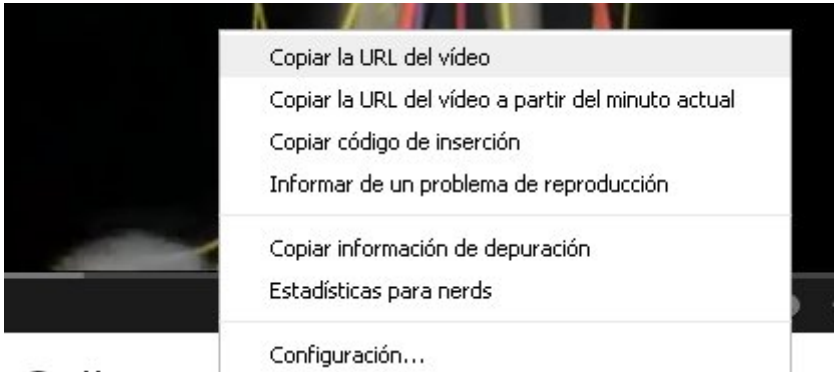 Copiar la URL del vídeo
Copiar la URL del vídeo a partir del minuto actual
Copiar código de inserción
Informar de un problema de reproducción
Copiar información de depuración
Estadísticas para nerds
Configuración...